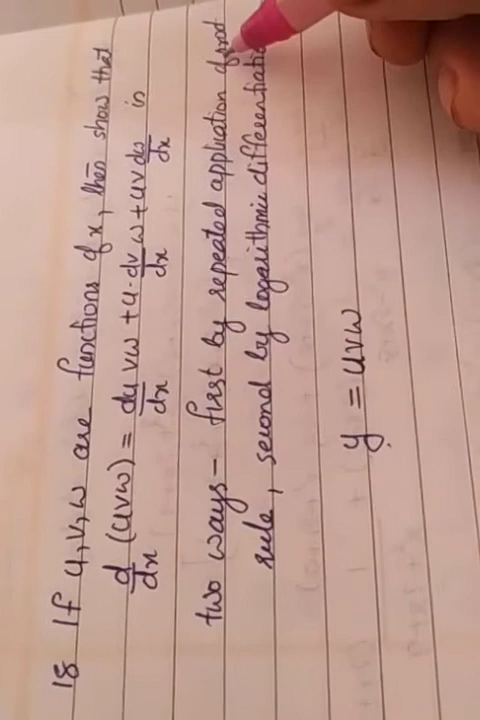 18 If u,v,w are functions of x, then show that
d/dx (uvw) = du/dx vw + u·dv/dx w + uv dw/dx in
two ways- first by repeated application of
rule, second by logarithmic differentiation
y = uvw